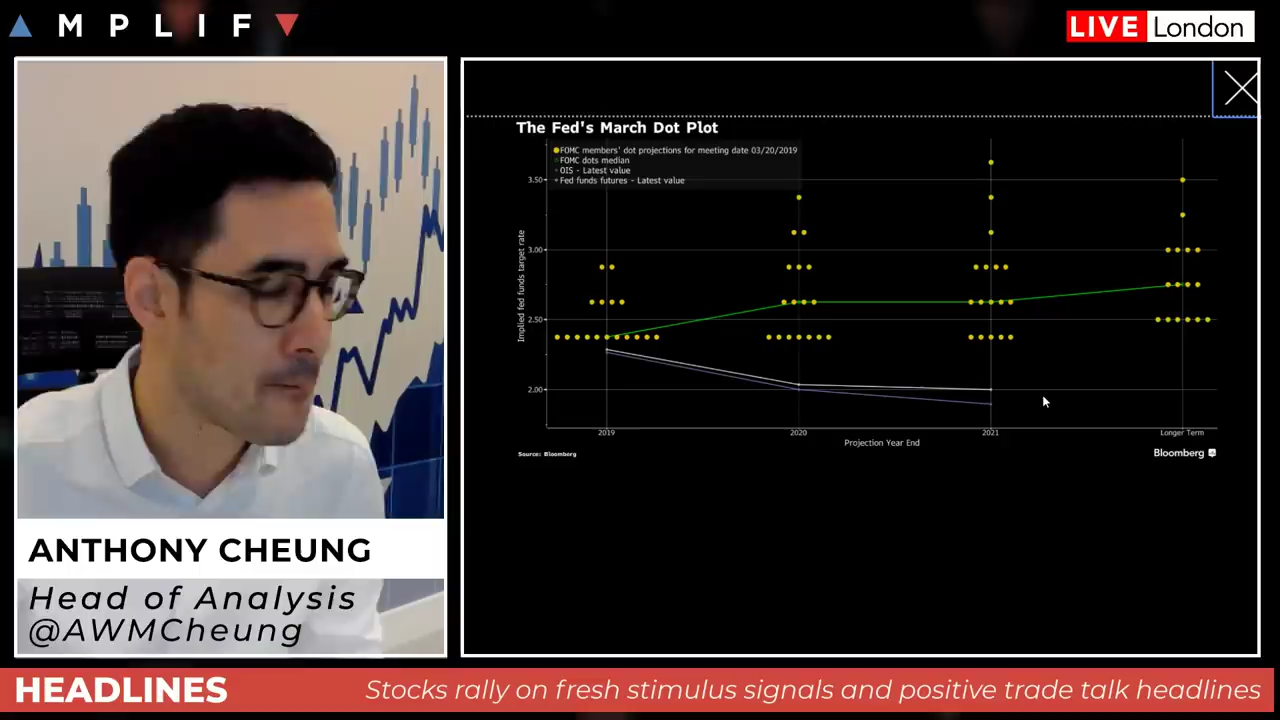 MPLIF
LIVE London
The Fed's March Dot Plot
FOMC members' dot projections for meeting date 03/20/2019
FOMC dots median
OIS - Latest value
Fed funds futures - Latest value
3.50
3.00
2.50
2.00
Implied fed funds target rate
2019 2020 2021 Longer Term
Projection Year End
Source: Bloomberg
Bloomberg
ANTHONY CHEUNG
Head of Analysis
@AWMCheung
HEADLINES Stocks rally on fresh stimulus signals and positive trade talk headlines